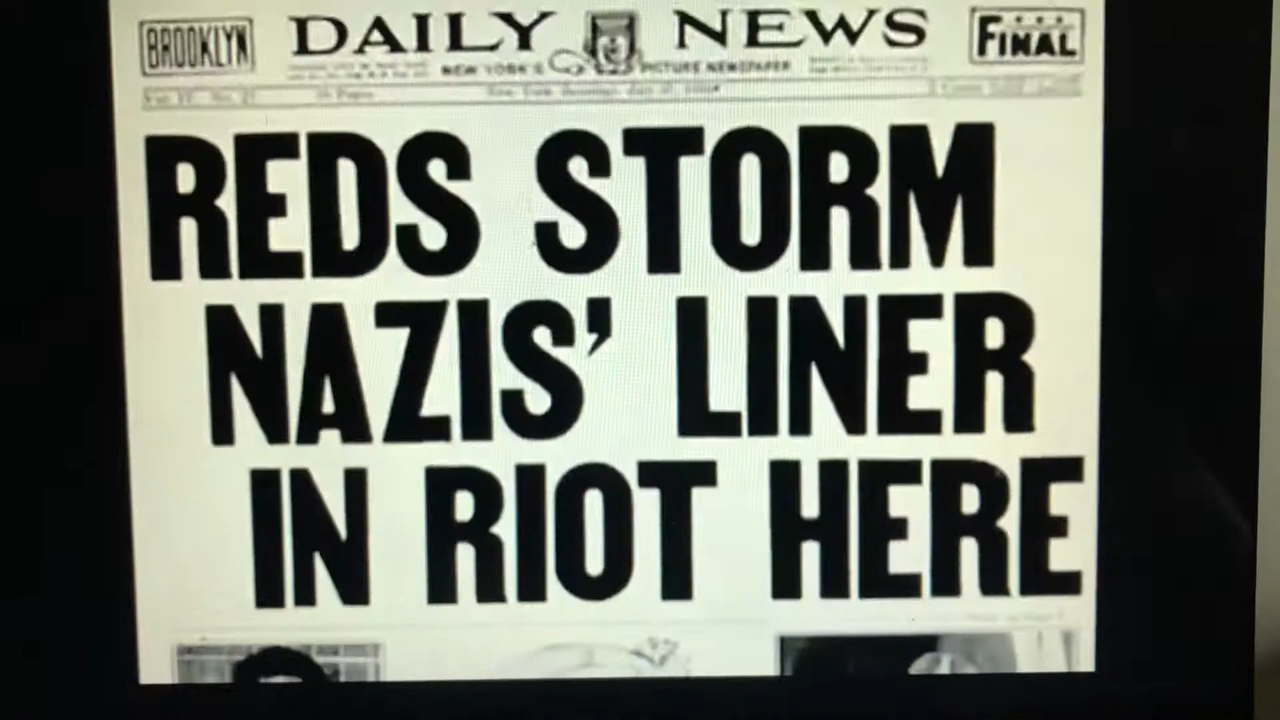 BROOKLYN
DAILY NEWS
FINAL
NEW YORK'S PICTURE NEWSPAPER
REDS STORM
NAZIS' LINER
IN RIOT HERE